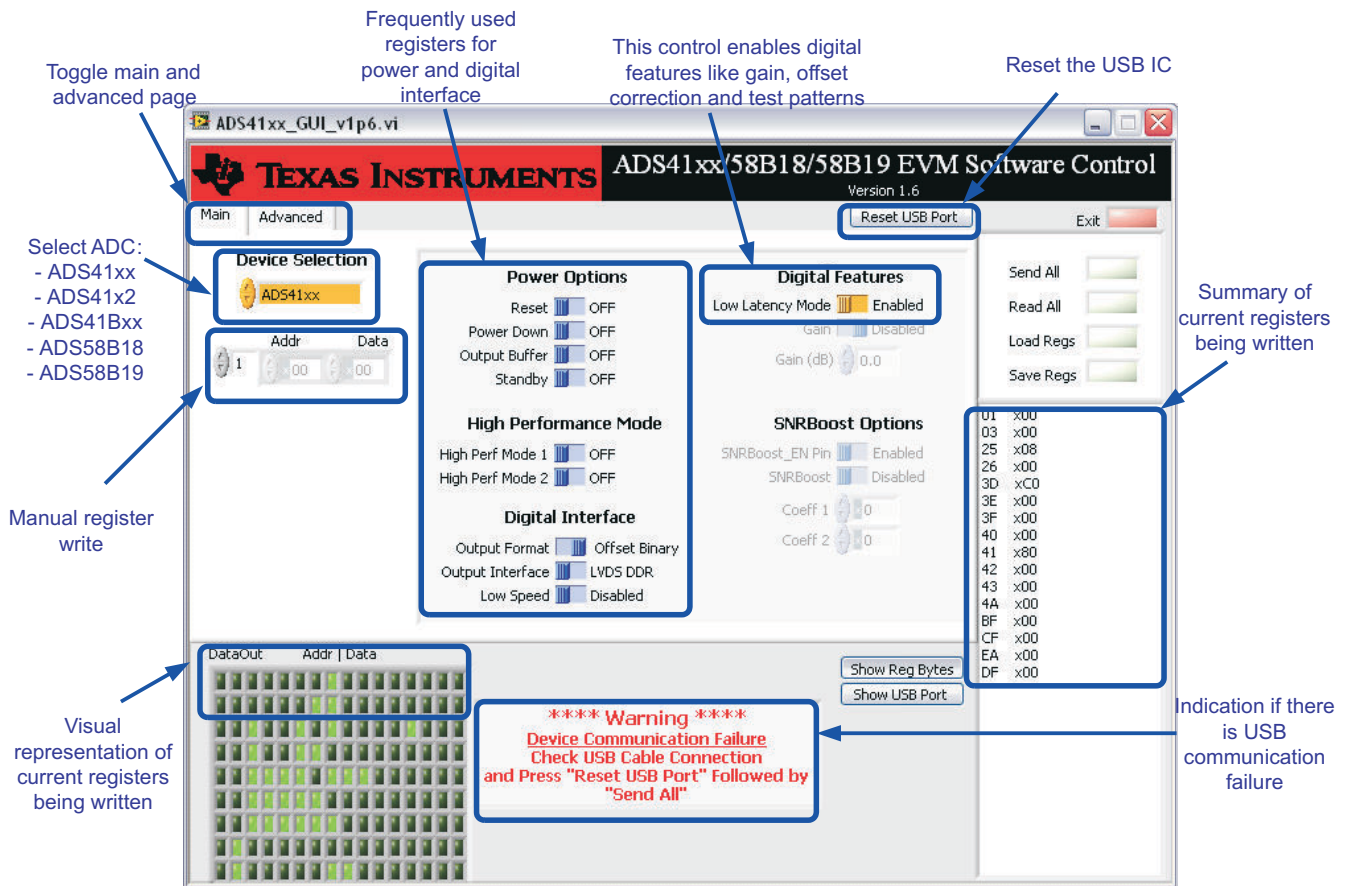 Frequently used
registers for
power and digital
interface
This control enables digital
features like gain, offset
correction and test patterns
Reset the USB IC
Toggle main and
advanced page
ADS41xx_GUI_v1p6.vi
TEXAS INSTRUMENTS
ADS41xx/58B18/58B19 EVM Software Control
Version 1.6
Main Advanced
Reset USB Port
Exit
Select ADC:
- ADS41xx
- ADS41x2
- ADS41Bxx
- ADS58B18
- ADS58B19
Device Selection
ADS41xx
Addr Data
1 x00 x00
Manual register
write
Power Options
Reset OFF
Power Down OFF
Output Buffer OFF
Standby OFF
High Performance Mode
High Perf Mode 1 OFF
High Perf Mode 2 OFF
Digital Interface
Output Format Offset Binary
Output Interface LVDS DDR
Low Speed Disabled
Digital Features
Low Latency Mode Enabled
Gain Disabled
Gain (dB) 0.0
SNRBoost Options
SNRBoost_EN Pin Enabled
SNRBoost Disabled
Coeff 1 0
Coeff 2 0
Send All
Read All
Load Regs
Save Regs
Summary of
current registers
being written
01 x00
03 x00
25 x08
26 x00
3D xC0
3E x00
3F x00
40 x00
41 x80
42 x00
43 x00
4A x00
BF x00
CF x00
EA x00
DF x00
DataOut Addr | Data
Show Reg Bytes
Show USB Port
Visual
representation of
current registers
being written
**** Warning ****
Device Communication Failure
Check USB Cable Connection
and Press "Reset USB Port" Followed by
"Send All"
Indication if there
is USB
communication
failure